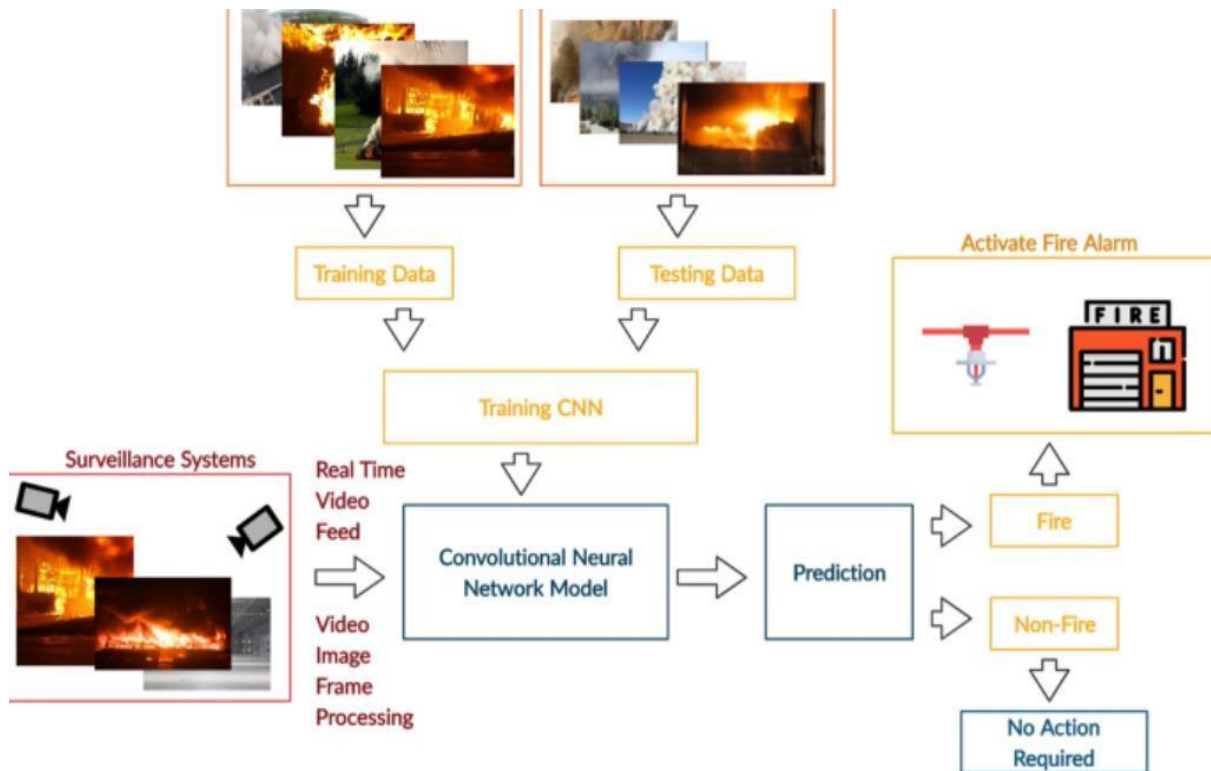 Training Data
Testing Data
Activate Fire Alarm
FIRE
Training CNN
Surveillance Systems
Real Time
Video
Feed
Video
Image
Frame
Processing
Convolutional Neural
Network Model
Prediction
Fire
Non-Fire
No Action
Required